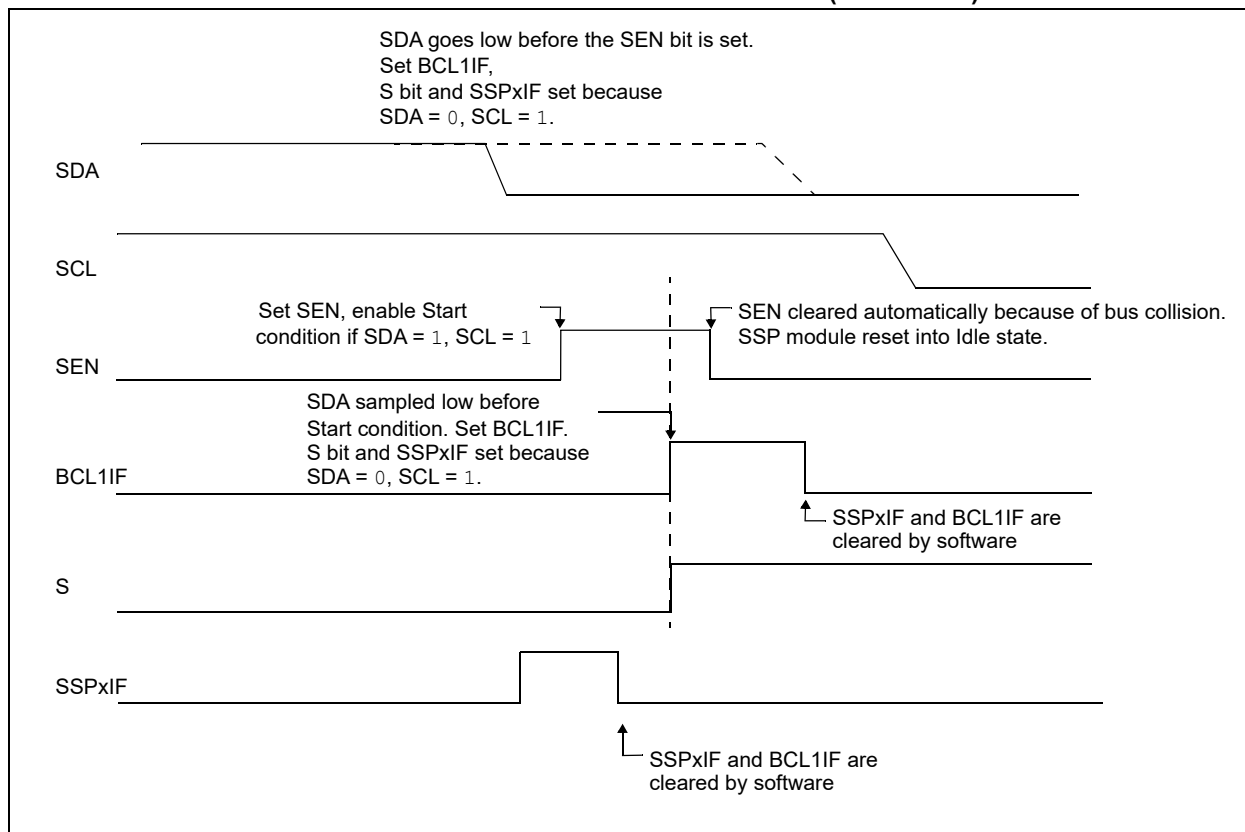 SDA goes low before the SEN bit is set.
Set BCL1IF,
S bit and SSPxIF set because
SDA = 0, SCL = 1.
SDA
SCL
Set SEN, enable Start
condition if SDA = 1, SCL = 1
SEN cleared automatically because of bus collision.
SSP module reset into Idle state.
SEN
SDA sampled low before
Start condition. Set BCL1IF.
S bit and SSPxIF set because
SDA = 0, SCL = 1.
BCL1IF
SSPxIF and BCL1IF are
cleared by software
S
SSPxIF
SSPxIF and BCL1IF are
cleared by software